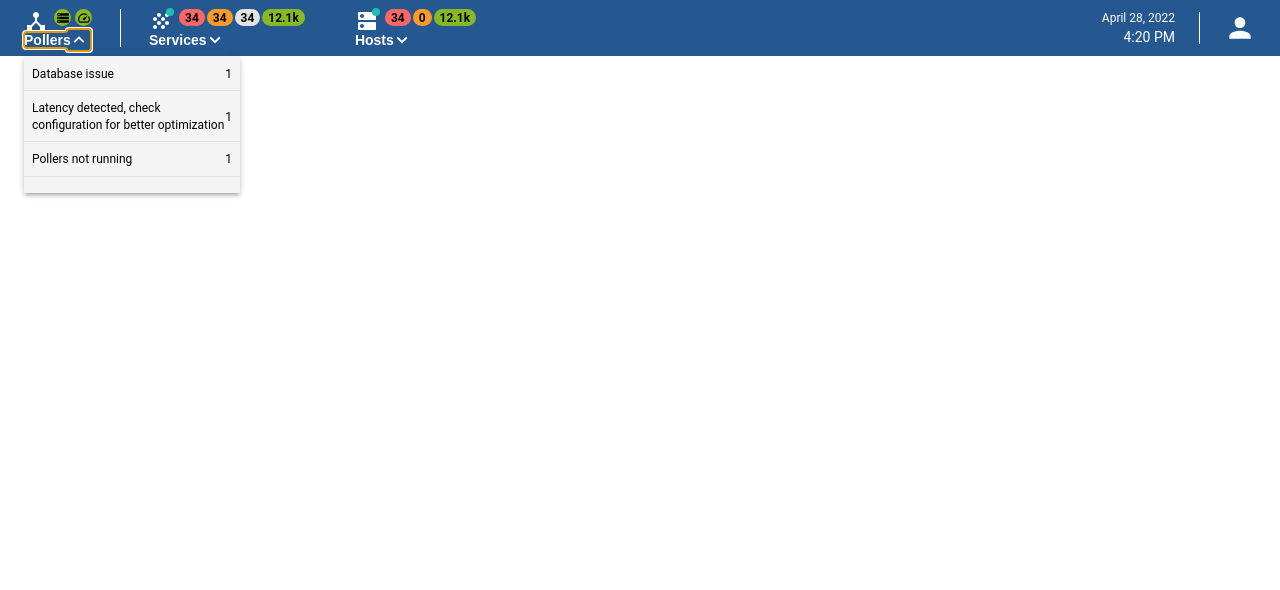 34 34 34 12.1k
34 0 12.1k
April 28, 2022
Pollers
Services
Hosts
4:20 PM
Database issue 1
Latency detected, check
configuration for better optimization 1
Pollers not running 1